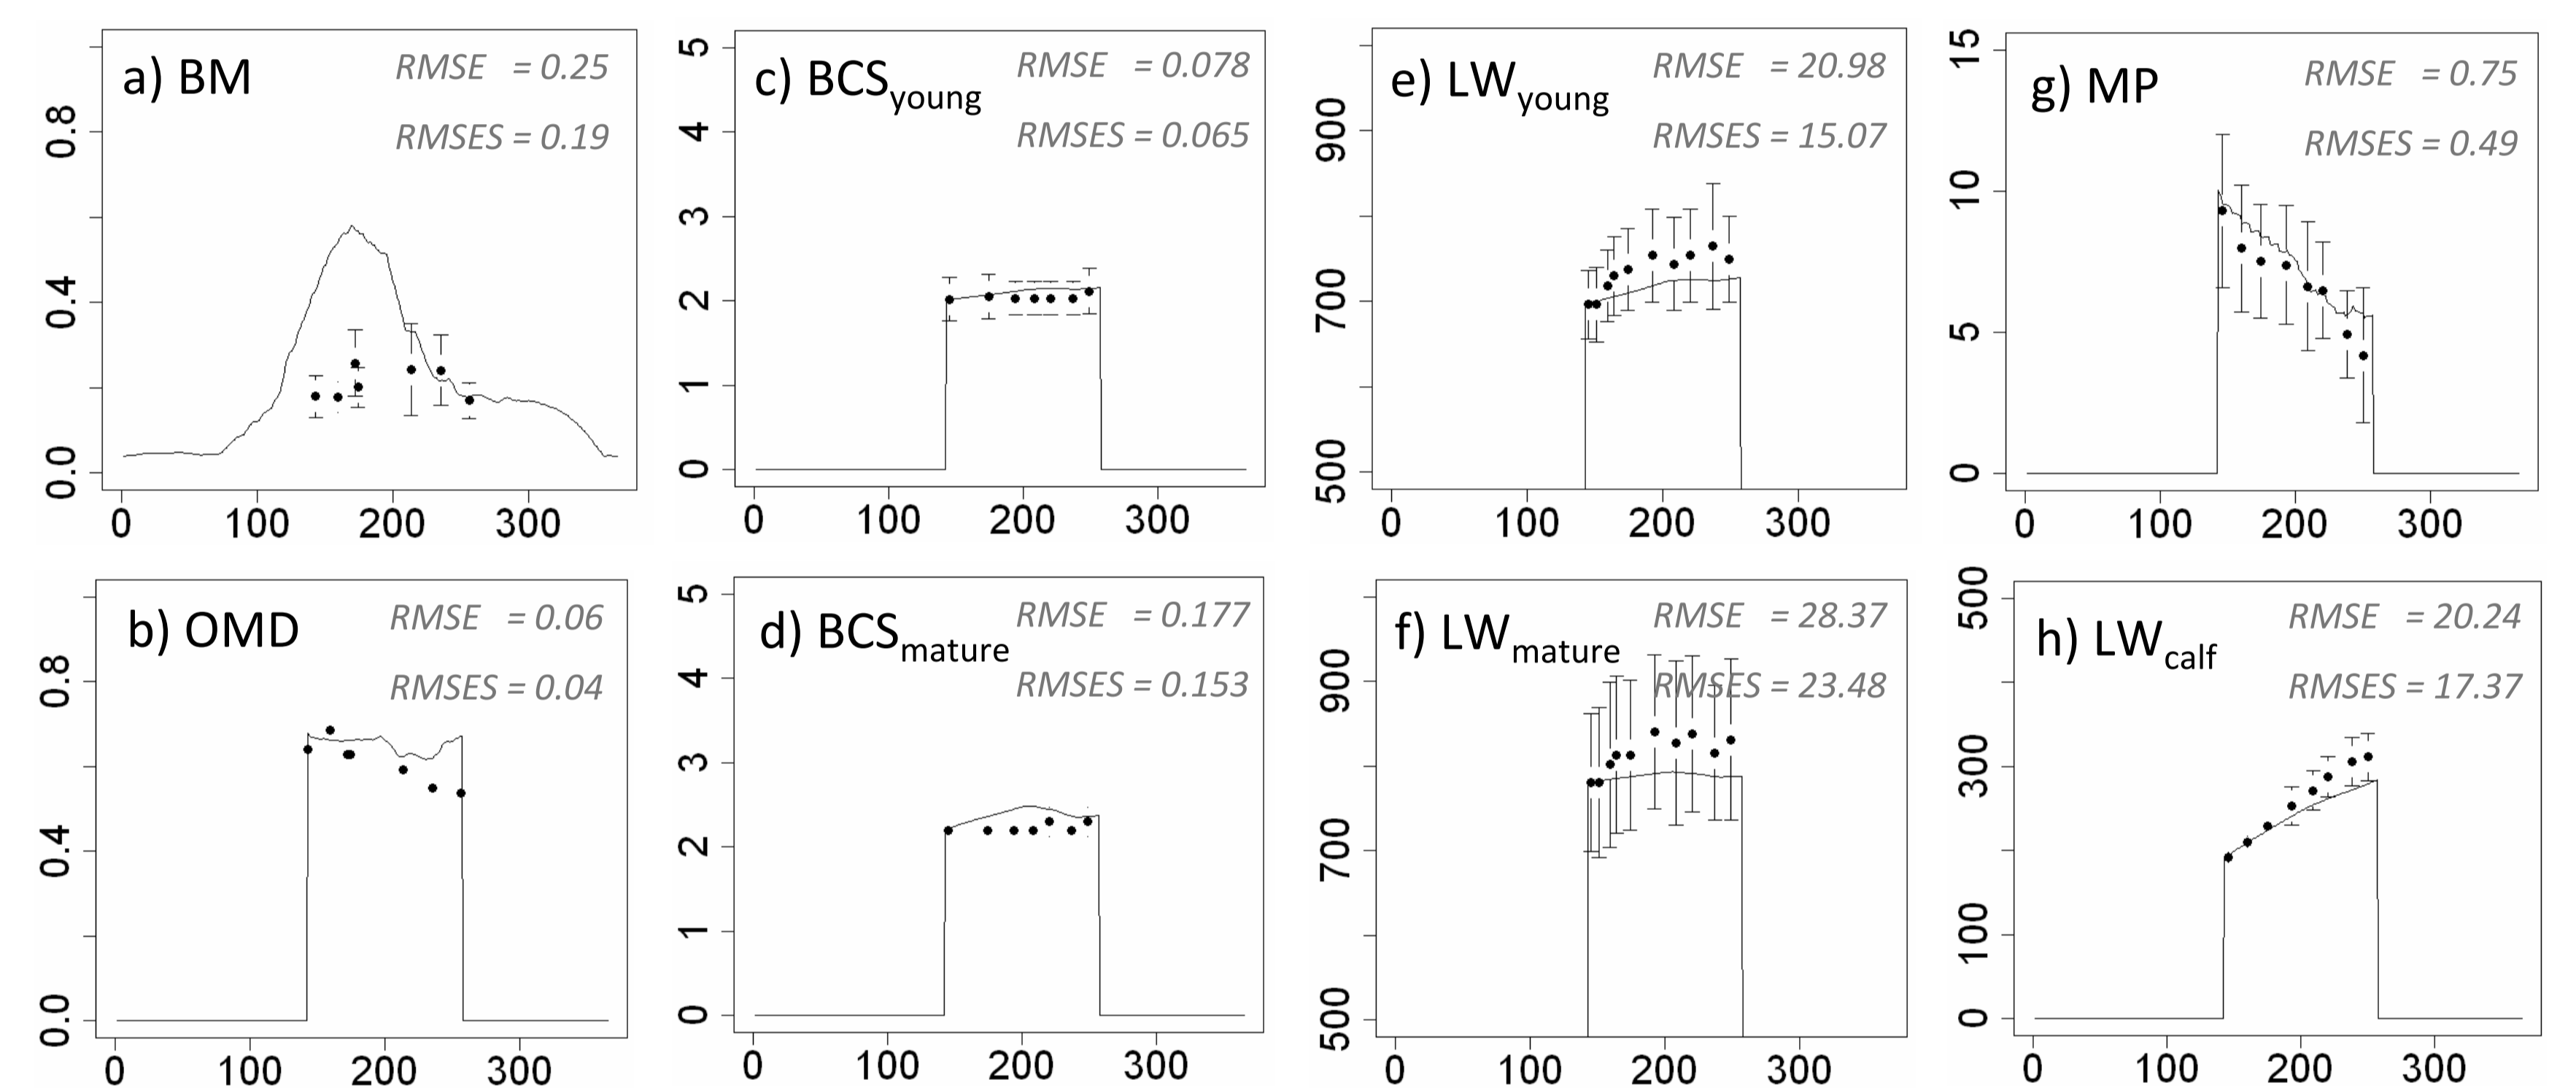 a) BM
RMSE = 0.25
RMSES = 0.19
0.0 0.4 0.8
0 100 200 300
c) BCSyoung
RMSE = 0.078
RMSES = 0.065
0 1 2 3 4 5
0 100 200 300
e) LWyoung
RMSE = 20.98
RMSES = 15.07
500 700 900
0 100 200 300
g) MP
RMSE = 0.75
RMSES = 0.49
0 5 10 15
0 100 200 300
b) OMD
RMSE = 0.06
RMSES = 0.04
0.0 0.4 0.8
0 100 200 300
d) BCSmature
RMSE = 0.177
RMSES = 0.153
0 1 2 3 4 5
0 100 200 300
f) LWmature
RMSE = 28.37
RMSES = 23.48
500 700 900
0 100 200 300
h) LWcalf
RMSE = 20.24
RMSES = 17.37
0 100 300 500
0 100 200 300